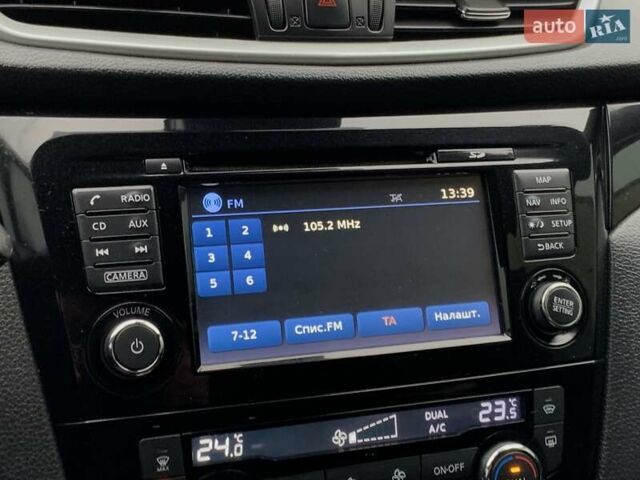 auto RIA.com
RADIO
MAP
CD AUX
NAV INFO
SETUP
CAMERA
BACK
VOLUME
ENTER
SETTING
FM 13:39
1 2 105.2 MHz
3 4
5 6
7-12 Спис.FM TA Налашт.
24.0°C DUAL A/C 23.5°C
MAX
ON-OFF
DUAL